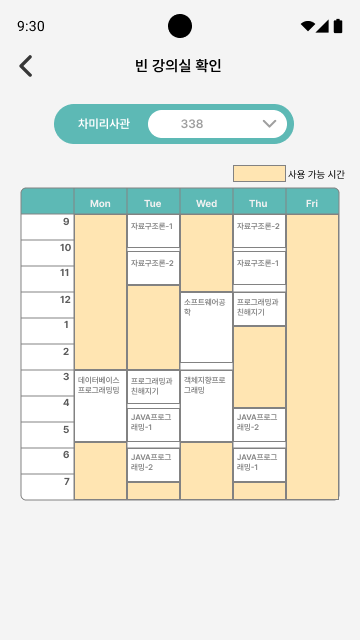 9:30
빈 강의실 확인
차미리사관
338
사용 가능 시간
Mon Tue Wed Thu Fri
9
자료구조론-1
자료구조론-2
10
자료구조론-2
자료구조론-1
11
12
소프트웨어공
학
프로그래밍과
친해지기
1
2
3
데이터베이스
프로그래밍밍
프로그래밍과
친해지기
객체지향프로
그래밍
4
JAVA프로그
래밍-1
JAVA프로그
래밍-2
5
6
JAVA프로그
래밍-2
JAVA프로그
래밍-1
7